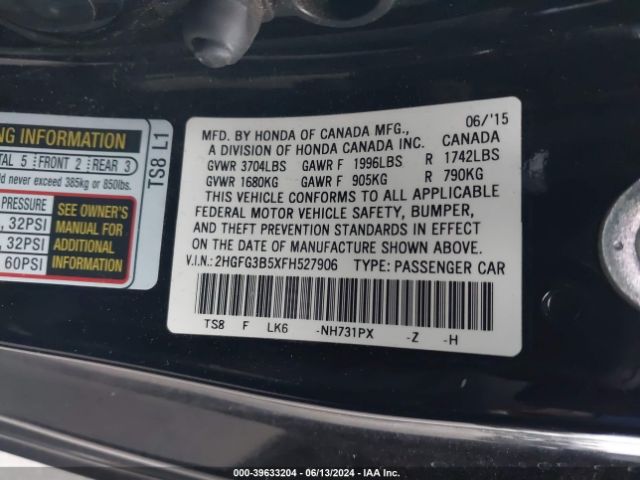 NG INFORMATION
TAL 5 FRONT 2 REAR 3
ld never exceed 385kg or 850lbs.
PRESSURE
, 32PSI
, 32PSI
60PSI
SEE OWNER'S
MANUAL FOR
ADDITIONAL
INFORMATION
TS8 L1
06/'15
MFD. BY HONDA OF CANADA MFG., CANADA
A DIVISION OF HONDA CANADA INC.
GVWR 3704LBS GAWR F 1996LBS R 1742LBS
GVWR 1680KG GAWR F 905KG R 790KG
THIS VEHICLE CONFORMS TO ALL APPLICABLE
FEDERAL MOTOR VEHICLE SAFETY, BUMPER,
AND THEFT PREVENTION STANDARDS IN EFFECT
ON THE DATE OF MANUFACTURE SHOWN ABOVE.
V.I.N.: 2HGFG3B5XFH527906 TYPE: PASSENGER CAR
TS8 F LK6 -NH731PX -Z -H
© COPYRIGHT - 39633204 - 06/13/2024 - IAA Inc.